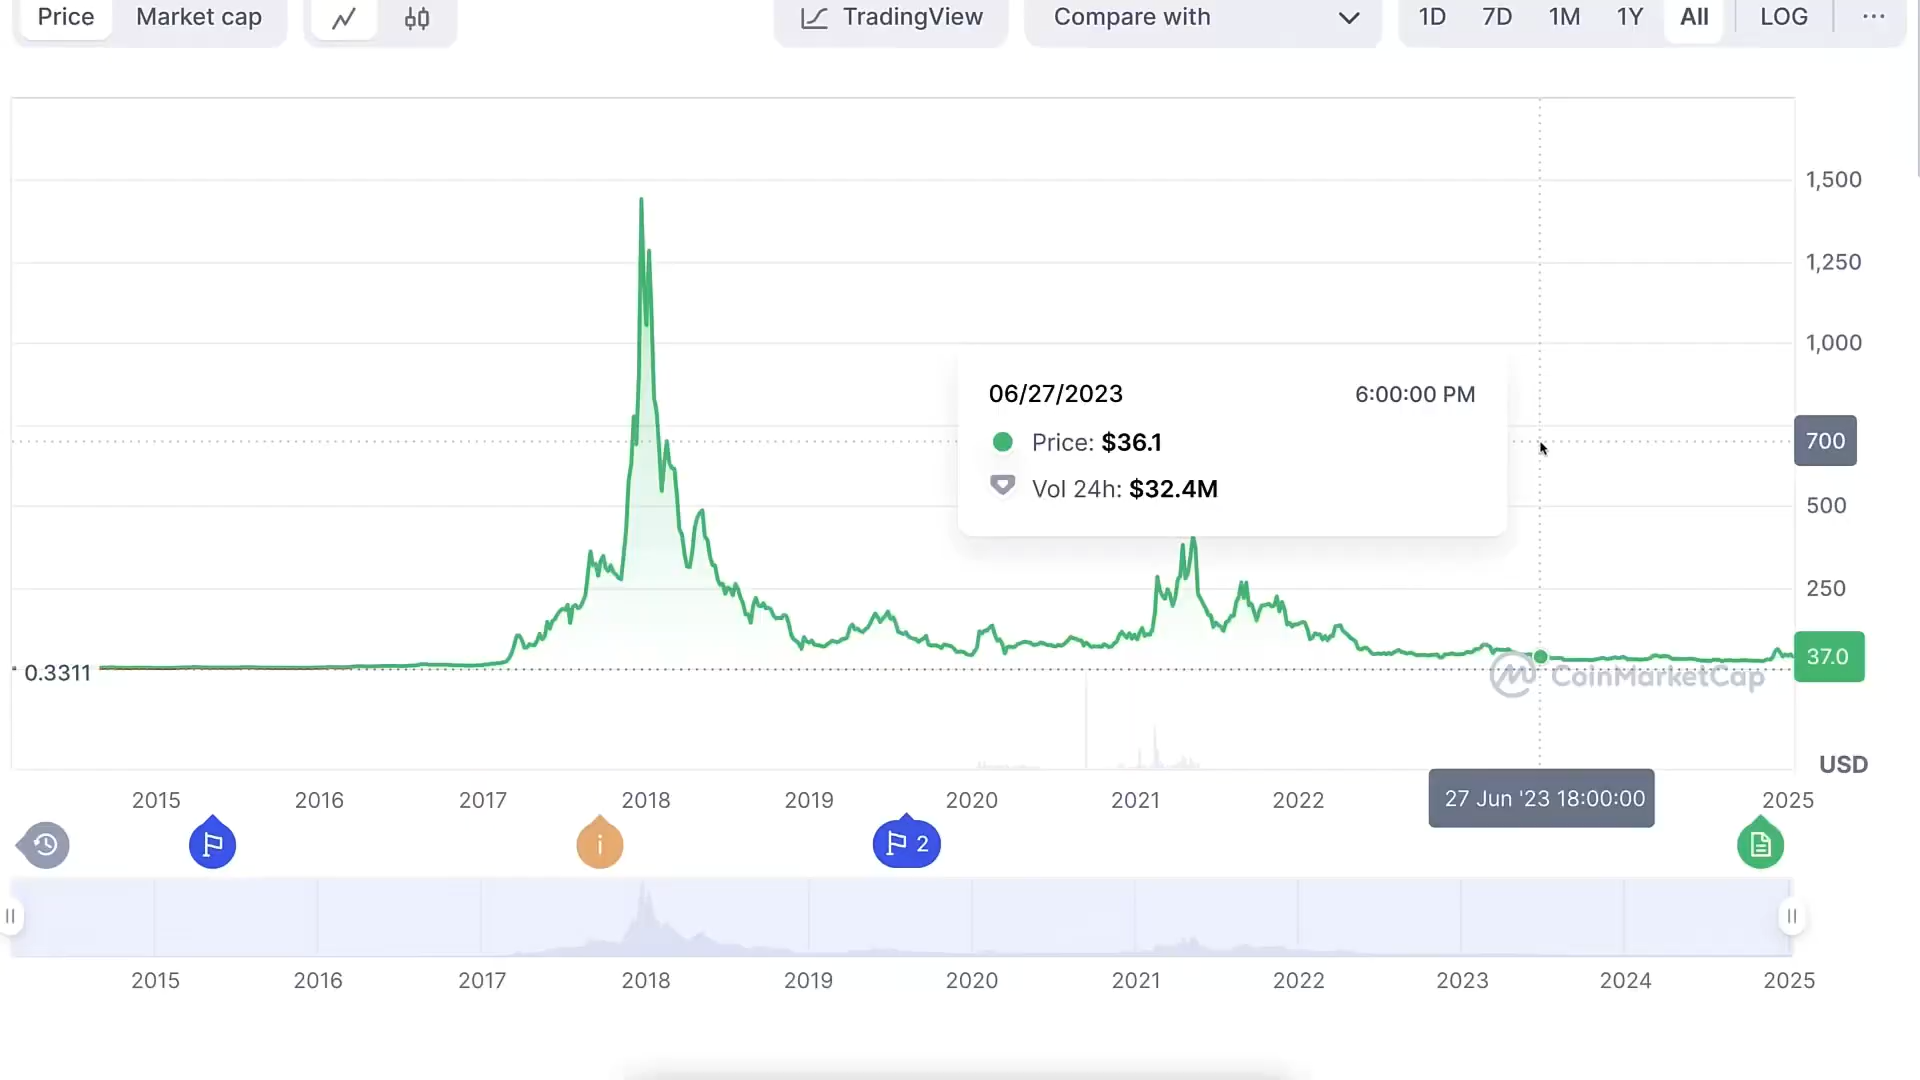 Price Market cap TradingView Compare with 1D 7D 1M 1Y All LOG
1,500
1,250
1,000
06/27/2023 6:00:00 PM
Price: $36.1
700
Vol 24h: $32.4M
500
250
37.0
0.3311
CoinMarketCap
USD
2015 2016 2017 2018 2019 2020 2021 2022 27 Jun '23 18:00:00 2025
i 2
2015 2016 2017 2018 2019 2020 2021 2022 2023 2024 2025